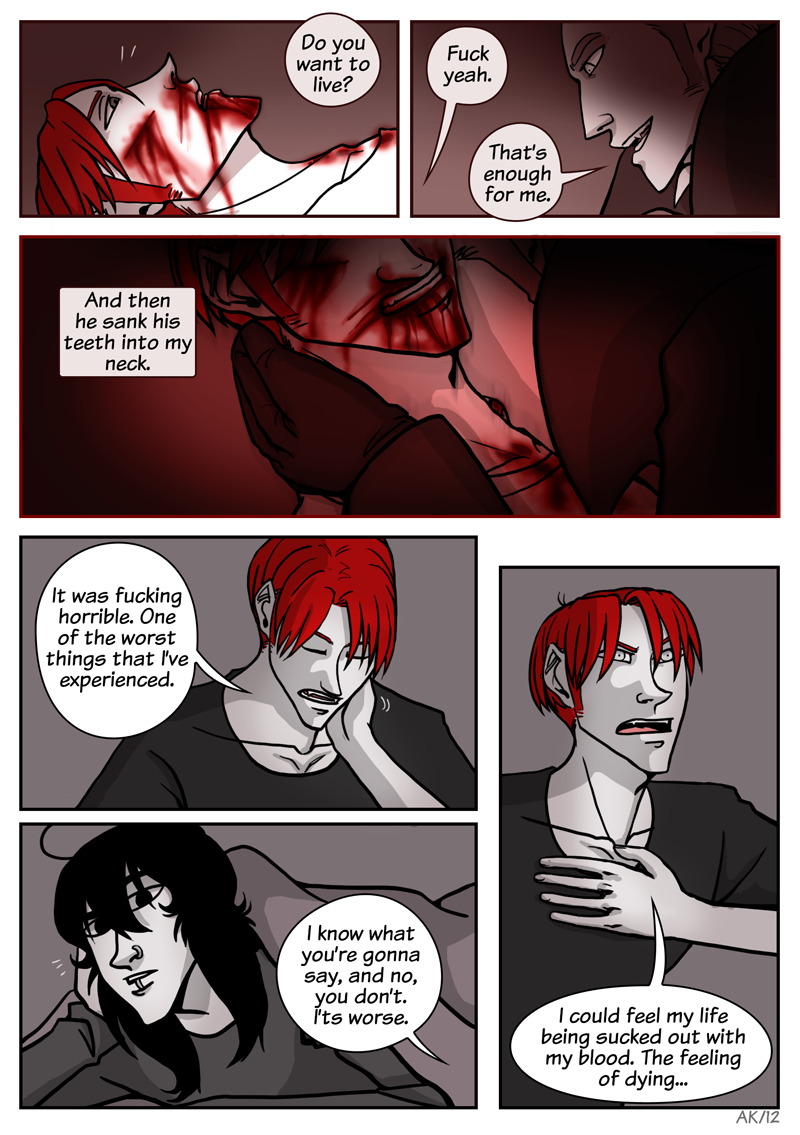 Do you
want to
live?
Fuck
yeah.
That's
enough
for me.
And then
he sank his
teeth into my
neck.
It was fucking
horrible. One
of the worst
things that I've
experienced.
I could feel my life
being sucked out with
my blood. The feeling
of dying...
I know what
you're gonna
say, and no,
you don't.
I'ts worse.
AK/12